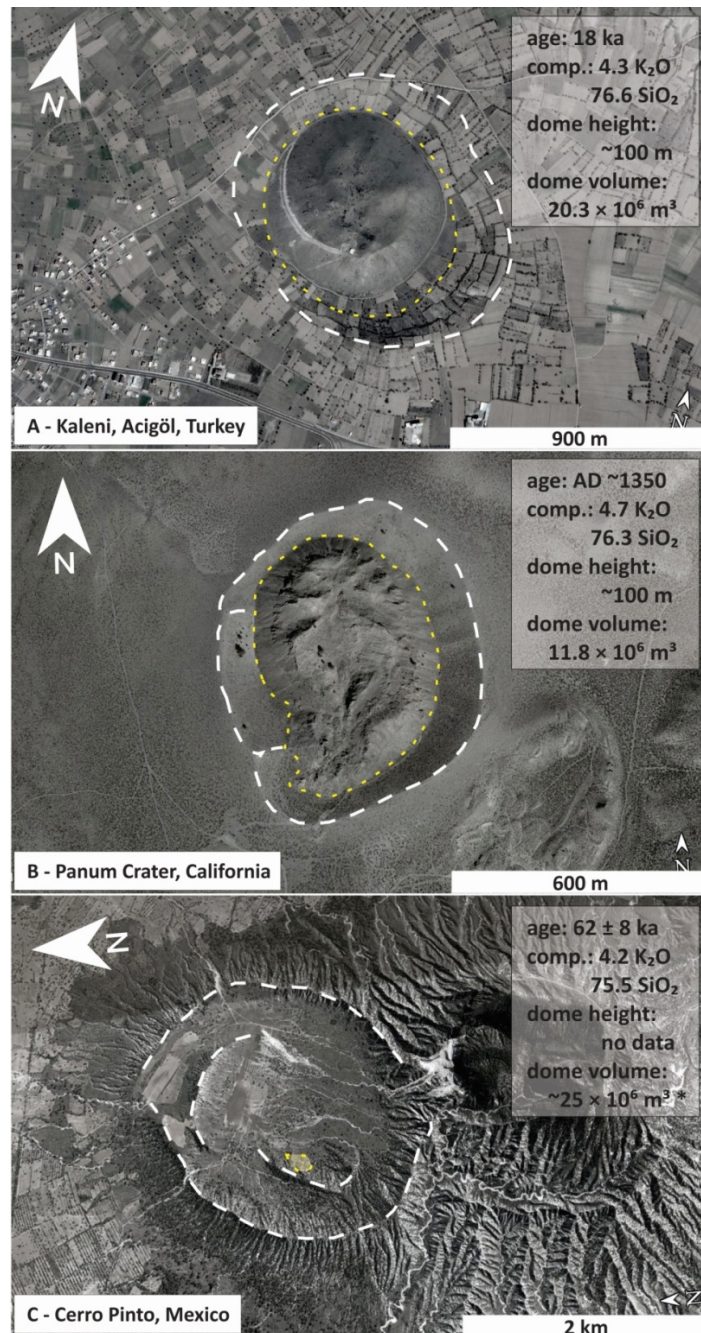 N
age: 18 ka
comp.: 4.3 K₂O
76.6 SiO₂
dome height:
~100 m
dome volume:
20.3 × 10⁶ m³
A - Kaleni, Acigöl, Turkey
N
900 m
N
age: AD ~1350
comp.: 4.7 K₂O
76.3 SiO₂
dome height:
~100 m
dome volume:
11.8 × 10⁶ m³
B - Panum Crater, California
N
600 m
N
age: 62 ± 8 ka
comp.: 4.2 K₂O
75.5 SiO₂
dome height:
no data
dome volume:
~25 × 10⁶ m³ *
C - Cerro Pinto, Mexico
N
2 km